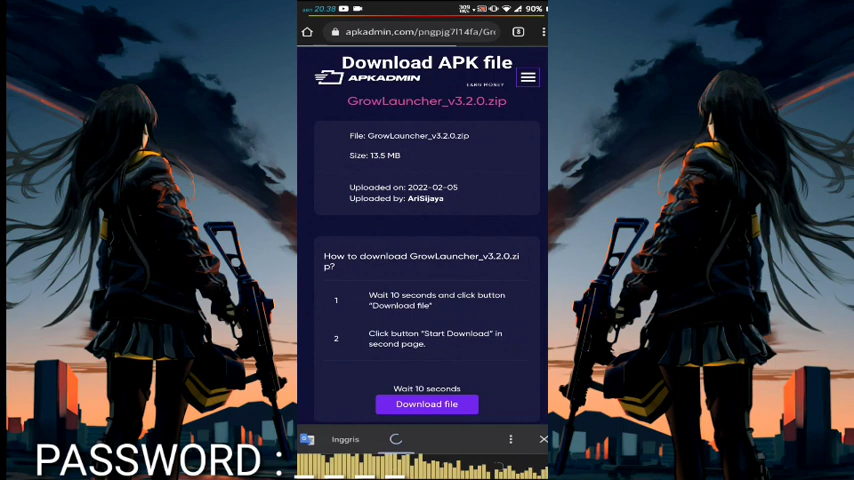 20.38
309
90%
apkadmin.com/pngpjg7l14fa/Gr
8
Download APK file
APKADMIN
EARN MONEY
GrowLauncher_v3.2.0.zip
File: GrowLauncher_v3.2.0.zip
Size: 13.5 MB
Uploaded on: 2022-02-05
Uploaded by: AriSijaya
How to download GrowLauncher_v3.2.0.zi
p?
1
Wait 10 seconds and click button
"Download file"
2
Click button "Start Download" in
second page.
Wait 10 seconds
Download file
Inggris
PASSWORD :